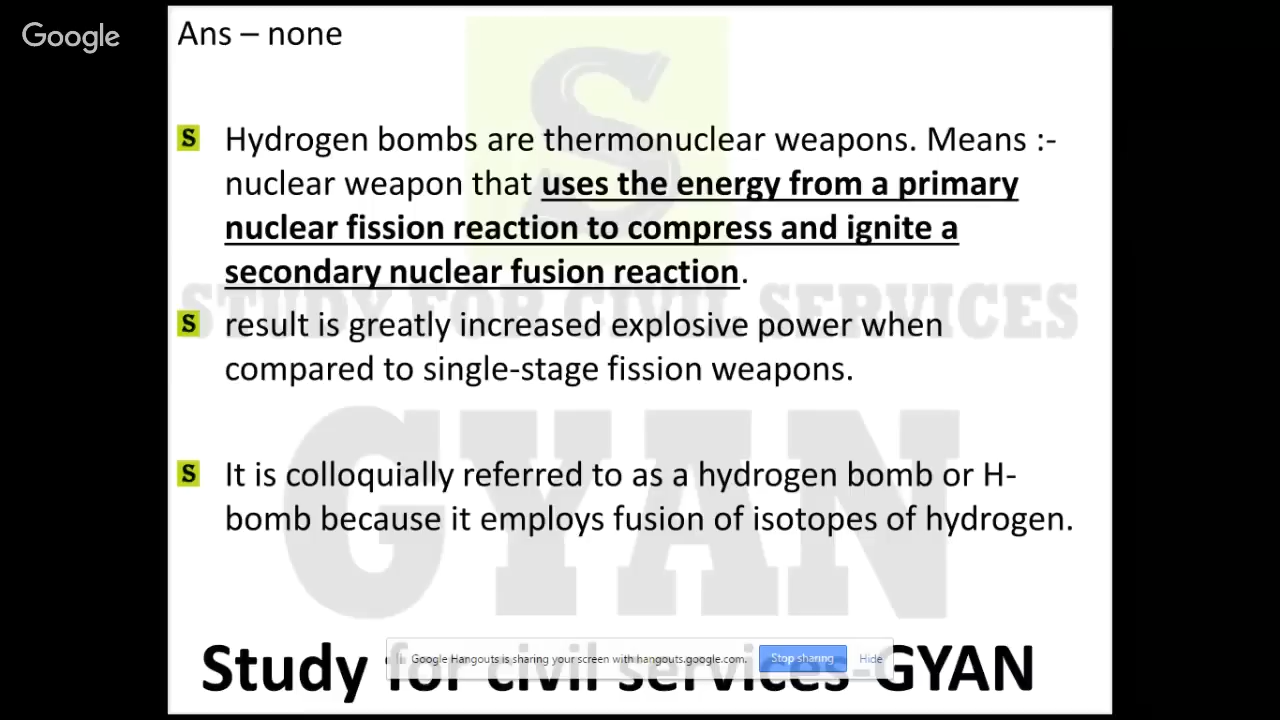 Google
Ans – none
S Hydrogen bombs are thermonuclear weapons. Means :-
nuclear weapon that uses the energy from a primary
nuclear fission reaction to compress and ignite a
secondary nuclear fusion reaction.
S result is greatly increased explosive power when
compared to single-stage fission weapons.
S It is colloquially referred to as a hydrogen bomb or H-
bomb because it employs fusion of isotopes of hydrogen.
S
STUDY FOR CIVIL SERVICES
GYAN
Study for civil services-GYAN
Google Hangouts is sharing your screen with hangouts.google.com. Stop sharing Hide